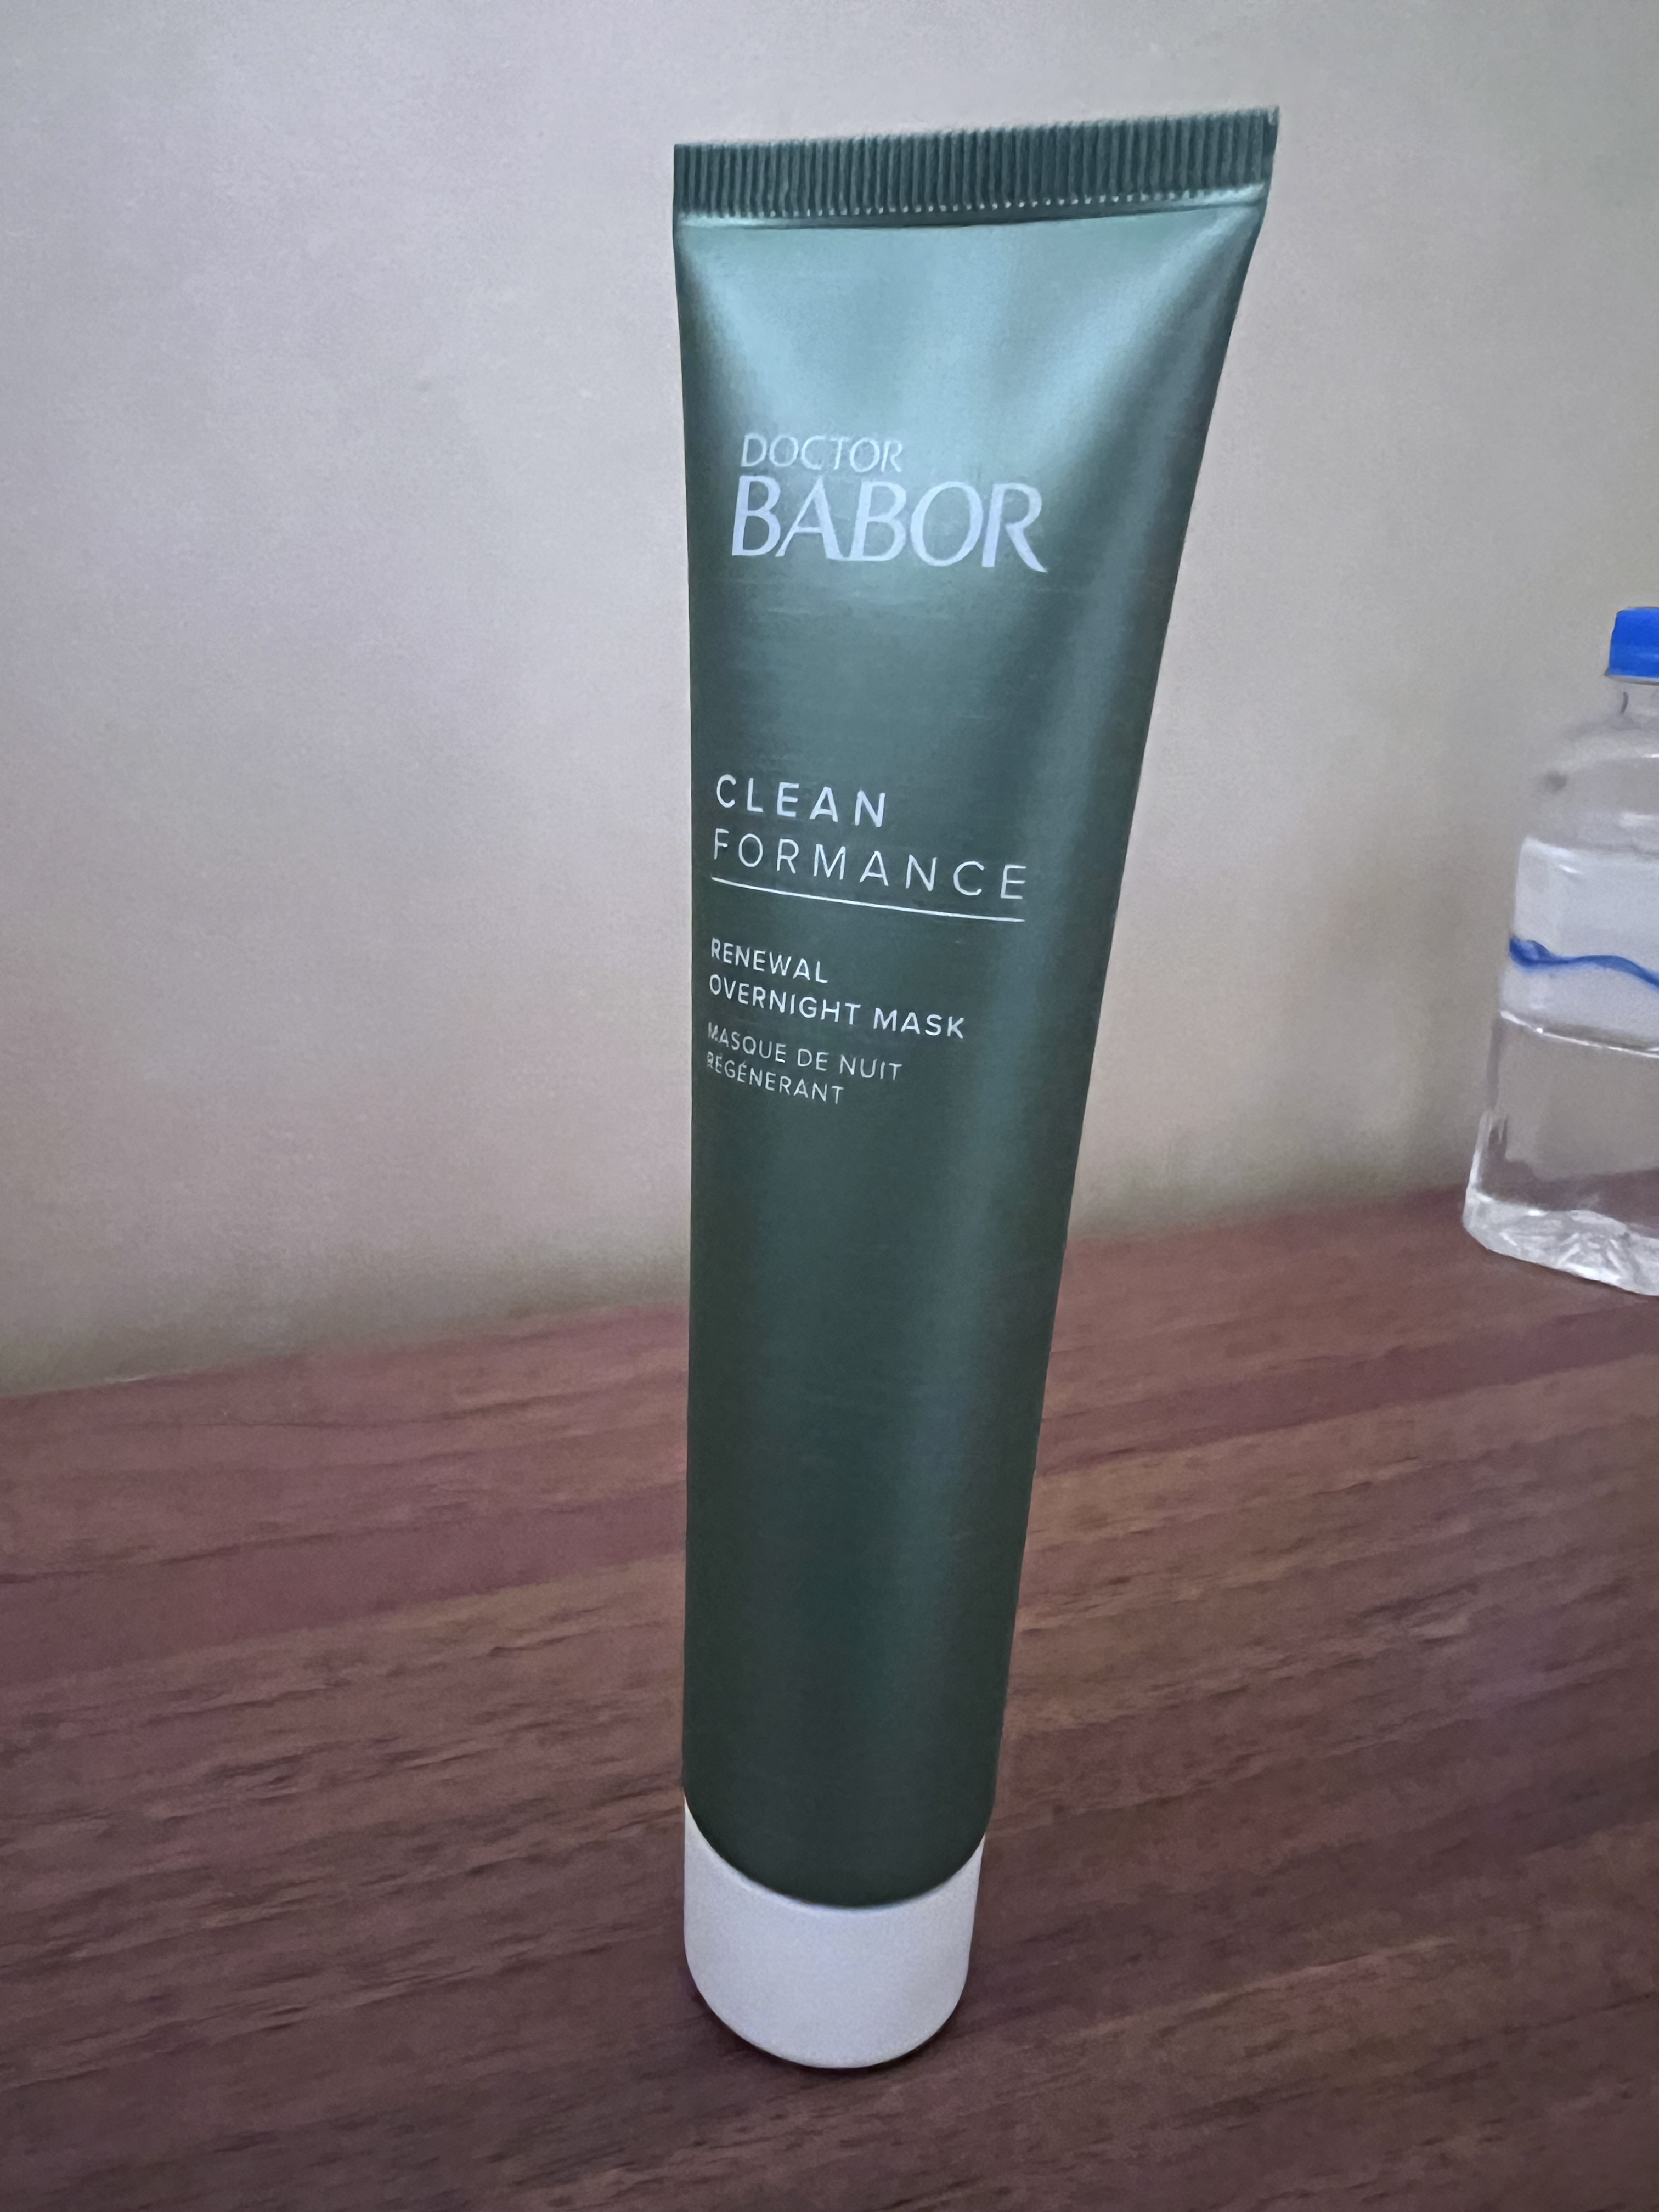 DOCTOR
BABOR
CLEAN
FORMANCE
RENEWAL
OVERNIGHT MASK
MASQUE DE NUIT
RÉGÉNERANT